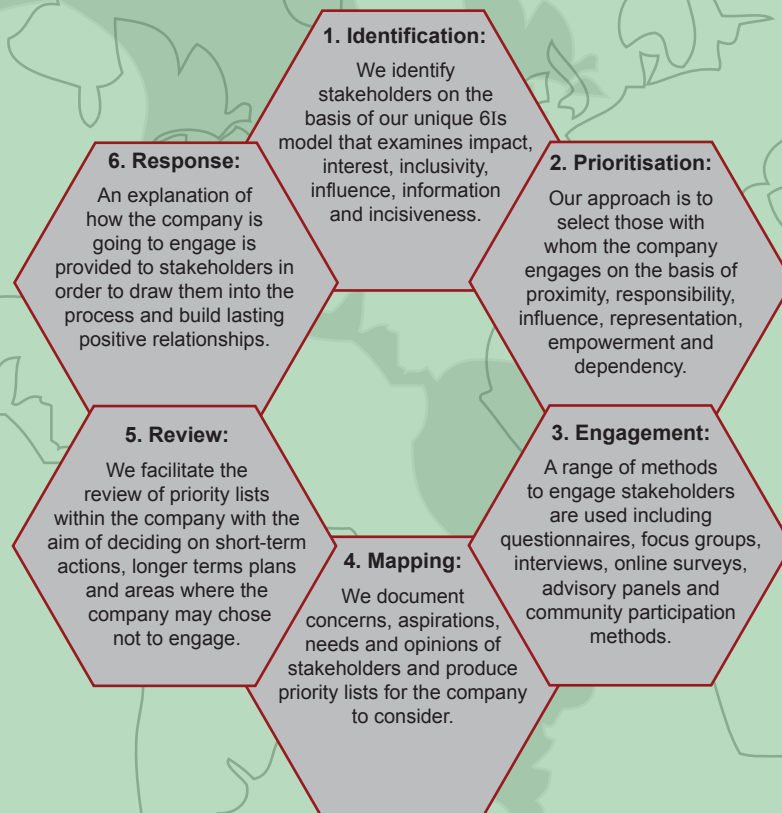 1. Identification:
We identify
stakeholders on the
basis of our unique 6Is
model that examines impact,
interest, inclusivity,
influence, information
and incisiveness.
2. Prioritisation:
Our approach is to
select those with
whom the company
engages on the basis of
proximity, responsibility,
influence, representation,
empowerment and
dependency.
3. Engagement:
A range of methods
to engage stakeholders
are used including
questionnaires, focus groups,
interviews, online surveys,
advisory panels and
community participation
methods.
4. Mapping:
We document
concerns, aspirations,
needs and opinions of
stakeholders and produce
priority lists for the company
to consider.
5. Review:
We facilitate the
review of priority lists
within the company with the
aim of deciding on short-term
actions, longer terms plans
and areas where the
company may chose
not to engage.
6. Response:
An explanation of
how the company is
going to engage is
provided to stakeholders in
order to draw them into the
process and build lasting
positive relationships.